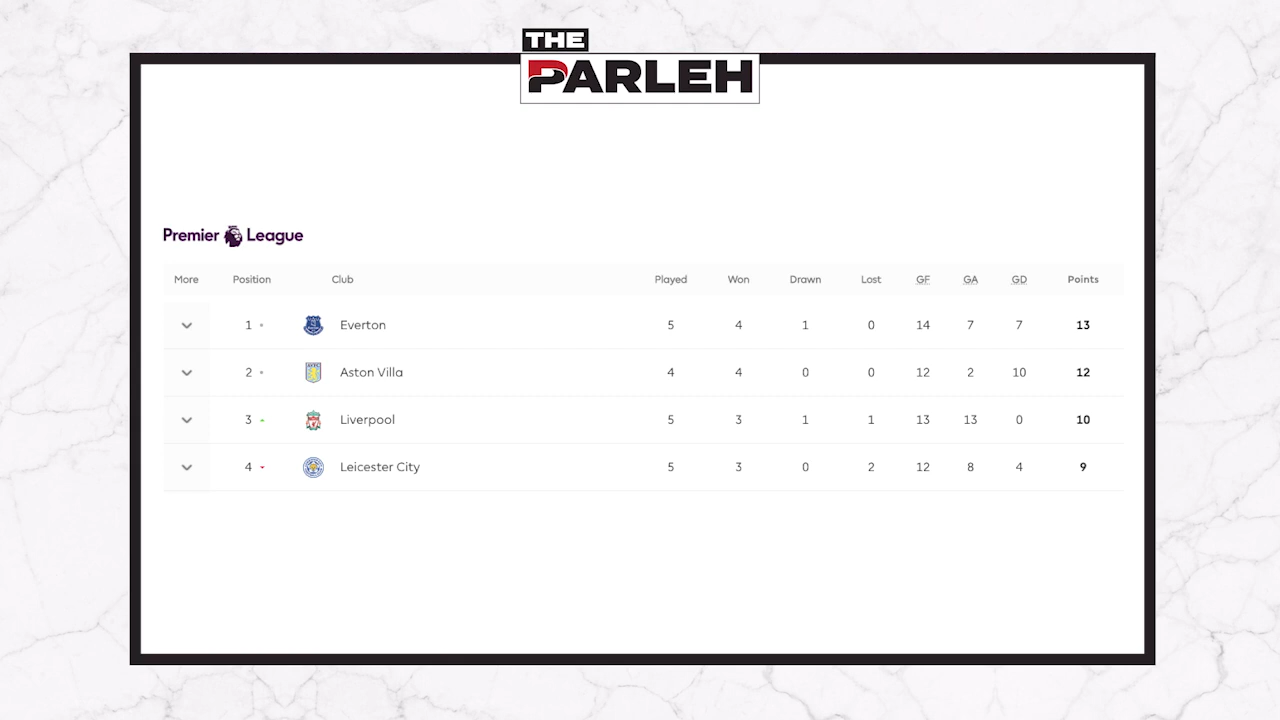 THE
PARLEH
Premier League
More Position Club Played Won Drawn Lost GF GA GD Points
1 Everton 5 4 1 0 14 7 7 13
2 Aston Villa 4 4 0 0 12 2 10 12
3 Liverpool 5 3 1 1 13 13 0 10
4 Leicester City 5 3 0 2 12 8 4 9